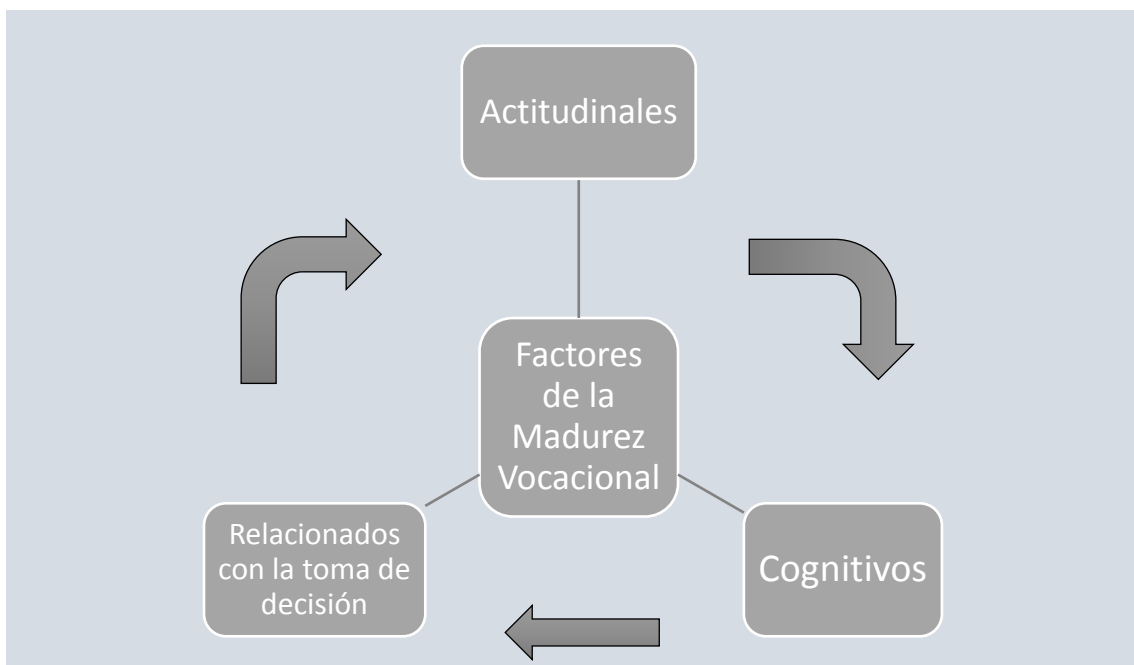 Actitudinales
Factores
de la
Madurez
Vocacional
Relacionados
con la toma de
decisión
Cognitivos